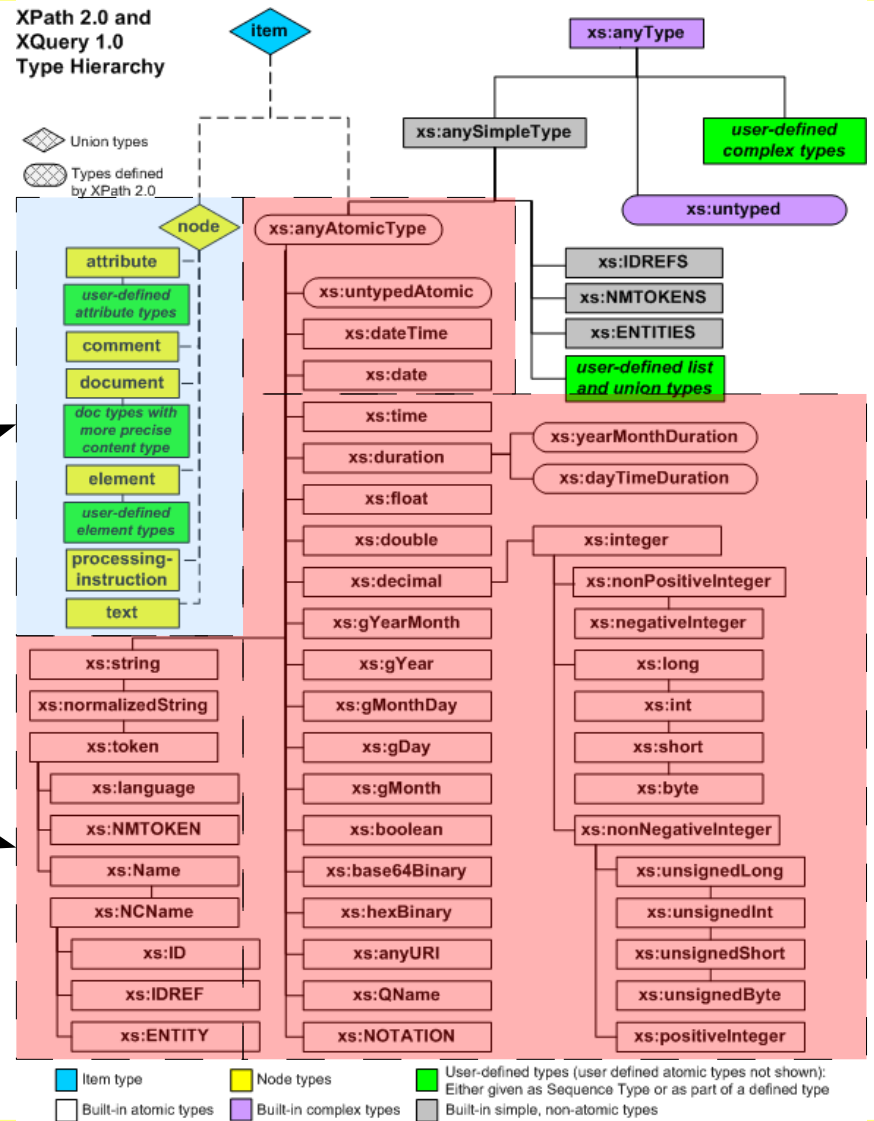 XPath 2.0 and
XQuery 1.0
Type Hierarchy
item
xs:anyType
Union types
Types defined
by XPath 2.0
xs:anySimpleType
user-defined
complex types
xs:untyped
node
attribute
user-defined
attribute types
comment
document
doc types with
more precise
content type
element
user-defined
element types
processing-
instruction
text
xs:anyAtomicType
xs:IDREFS
xs:NMTOKENS
xs:ENTITIES
user-defined list
and union types
xs:untypedAtomic
xs:dateTime
xs:date
xs:time
xs:duration
xs:yearMonthDuration
xs:dayTimeDuration
xs:float
xs:double
xs:decimal
xs:integer
xs:nonPositiveInteger
xs:negativeInteger
xs:long
xs:int
xs:short
xs:byte
xs:nonNegativeInteger
xs:unsignedLong
xs:unsignedInt
xs:unsignedShort
xs:unsignedByte
xs:positiveInteger
xs:gYearMonth
xs:gYear
xs:gMonthDay
xs:gDay
xs:gMonth
xs:boolean
xs:base64Binary
xs:hexBinary
xs:anyURI
xs:QName
xs:NOTATION
xs:string
xs:normalizedString
xs:token
xs:language
xs:NMTOKEN
xs:Name
xs:NCName
xs:ID
xs:IDREF
xs:ENTITY
Item type
Node types
User-defined types (user defined atomic types not shown):
Either given as Sequence Type or as part of a defined type
Built-in atomic types
Built-in complex types
Built-in simple, non-atomic types